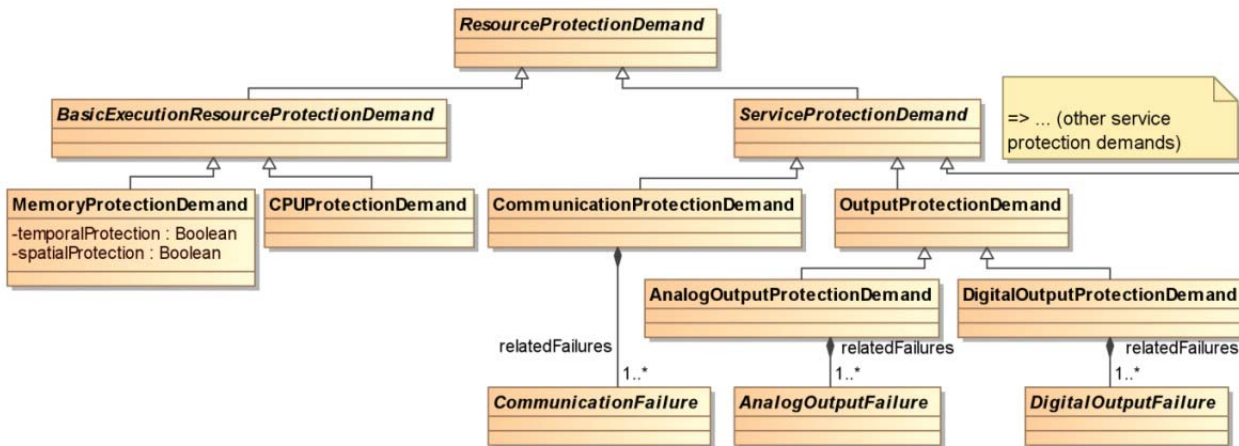 ResourceProtectionDemand
BasicExecutionResourceProtectionDemand
ServiceProtectionDemand
=> ... (other service
protection demands)
MemoryProtectionDemand
-temporalProtection : Boolean
-spatialProtection : Boolean
CPUProtectionDemand
CommunicationProtectionDemand
OutputProtectionDemand
AnalogOutputProtectionDemand
DigitalOutputProtectionDemand
relatedFailures
1..*
relatedFailures
1..*
relatedFailures
1..*
CommunicationFailure
AnalogOutputFailure
DigitalOutputFailure